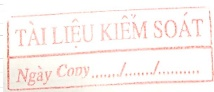 TÀI LIỆU KIỂM SOÁT
Ngày Copy....../....../..........